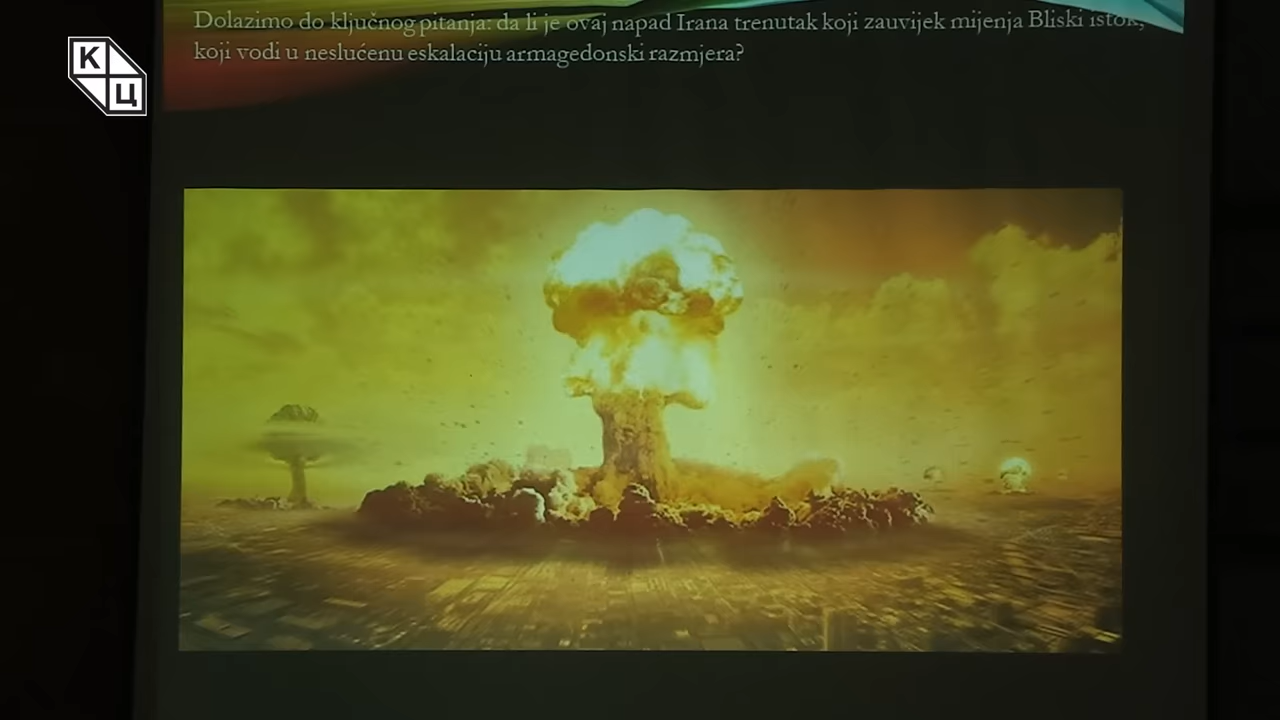 Dolazimo do ključnog pitanja: da li je ovaj napad Irana trenutak koji zauvijek mijenja Bliski istok,
koji vodi u neslućenu eskalaciju armagedonski razmjera?
К
Ц